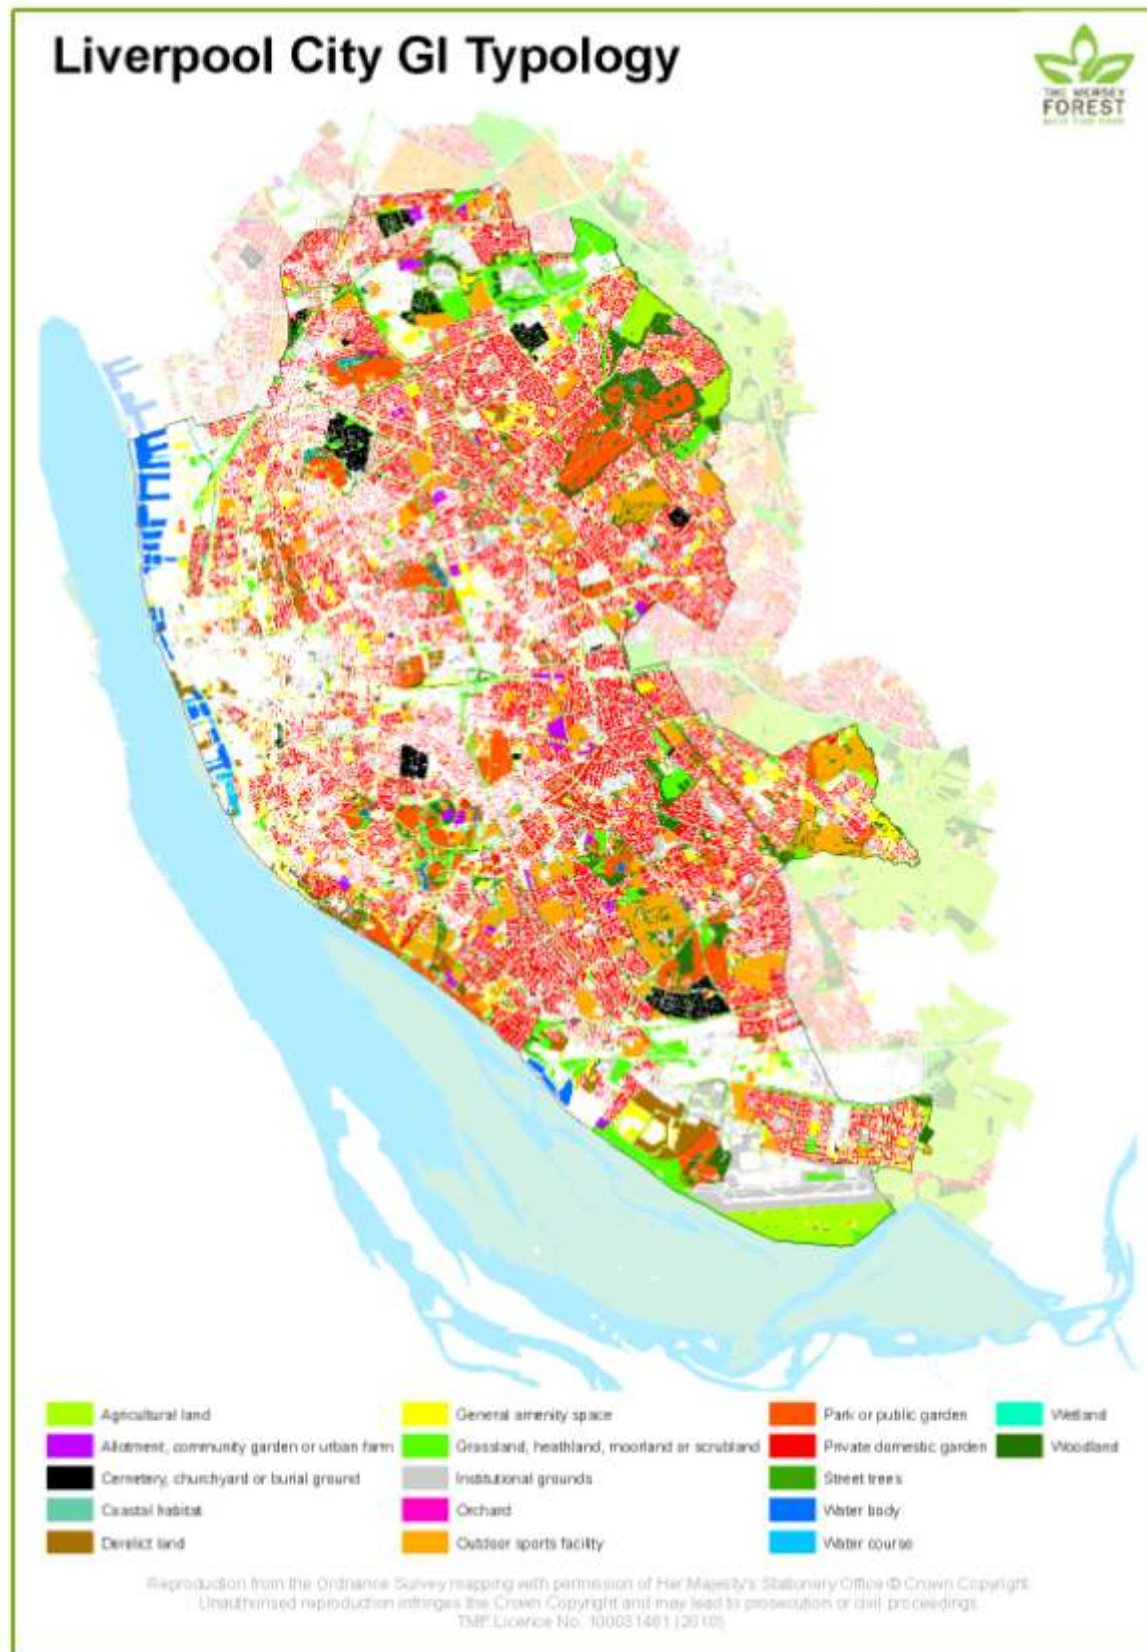 Liverpool City GI Typology
THE MERSEY
FOREST
Agricultural land
Allotment, community garden or urban farm
Cemetery, churchyard or burial ground
Coastal habitat
Derelict land
General amenity space
Grassland, heathland, moorland or scrubland
Institutional grounds
Orchard
Outdoor sports facility
Park or public garden
Private domestic garden
Street trees
Water body
Water course
Wetland
Woodland
Reproduction from the Ordnance Survey mapping with permission of Her Majesty's Stationary Office © Crown Copyright.
Unauthorised reproduction infringes the Crown Copyright and may lead to prosecution or civil proceedings.
TMF Licence No. 100031461 (2010)